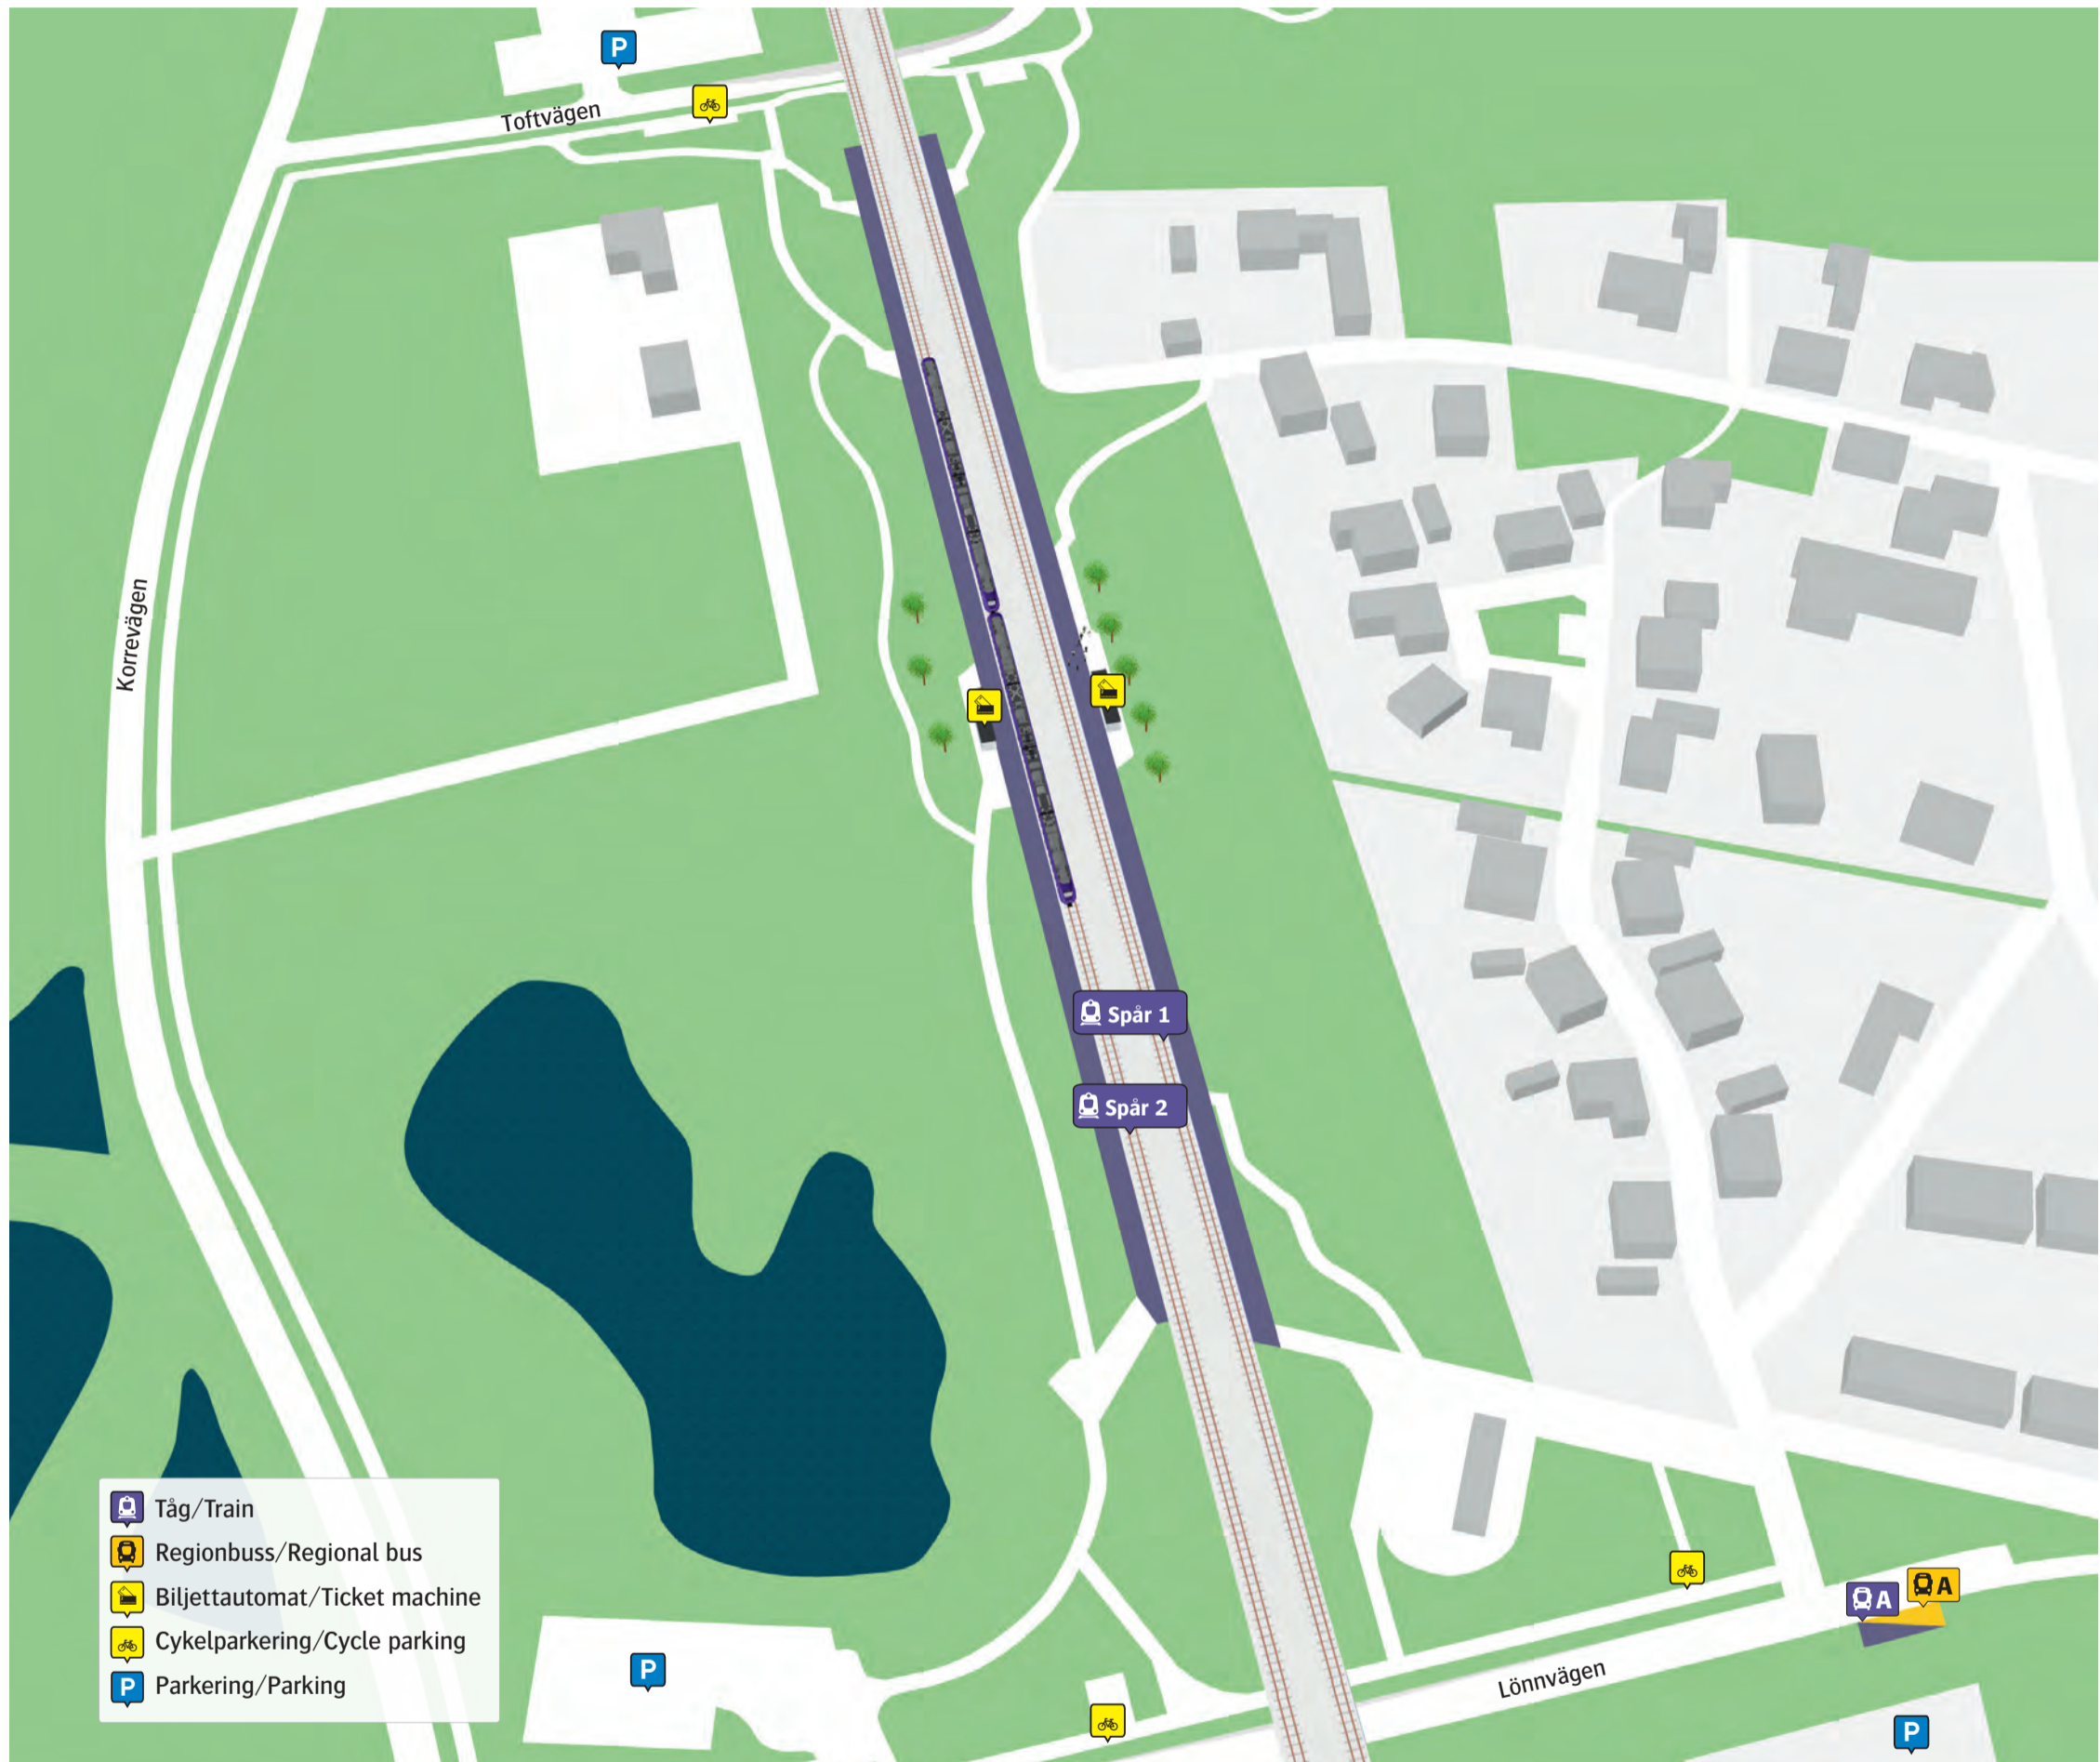 P
Toftvägen
Korrevägen
Spår 1
Spår 2
A
A
Lönnvägen
P
P
Tåg/Train
Regionbuss/Regional bus
Biljettautomat/Ticket machine
Cykelparkering/Cycle parking
P Parkering/Parking